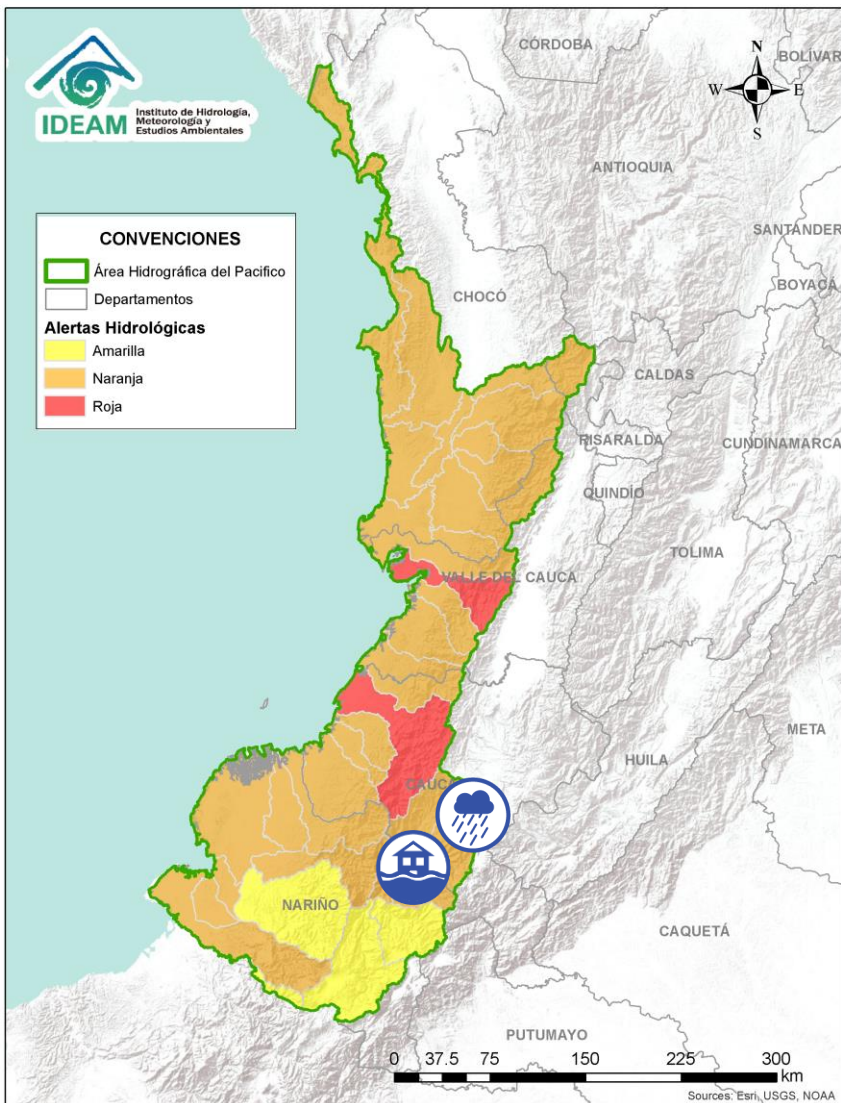 IDEAM
Instituto de Hidrología,
Meteorología y
Estudios Ambientales
N
W
E
S
CONVENCIONES
Área Hidrográfica del Pacifico
Departamentos
Alertas Hidrológicas
Amarilla
Naranja
Roja
CÓRDOBA
BOLÍVAR
ANTIOQUIA
SANTANDER
BOYACÁ
CHOCÓ
CALDAS
RISARALDA
CUNDINAMARCA
QUINDÍO
TOLIMA
VALLE DEL CAUCA
META
HUILA
CAUCA
NARIÑO
CAQUETÁ
PUTUMAYO
0 37.5 75 150 225 300
km
Sources: Esri, USGS, NOAA